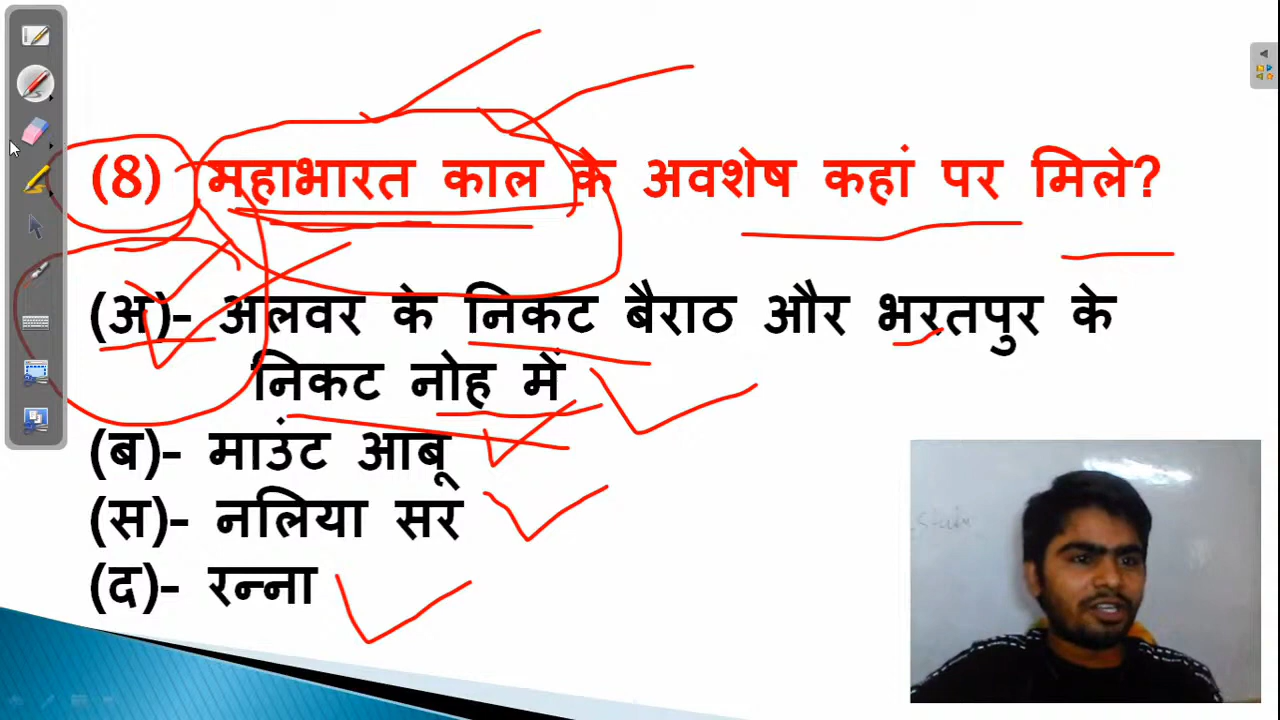 (8) महाभारत काल के अवशेष कहां पर मिले?
(अ)- अलवर के निकट बैराठ और भरतपुर के
निकट नोह में
(ब)- माउंट आबू
(स)- नलिया सर
(द)- रन्ना